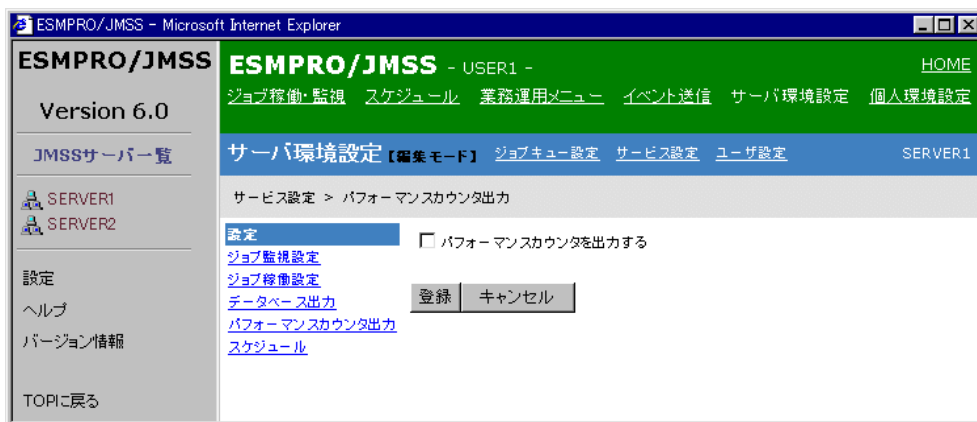 ESMPRO/JMSS - Microsoft Internet Explorer
ESMPRO/JMSS
Version 6.0
JMSSサーバー覧
SERVER1
SERVER2
設定
ヘルプ
バージョン情報
TOPに戻る
ESMPRO/JMSS - USER1 - HOME
ジョブ稼働・監視 スケジュール 業務運用メニュー イベント送信 サーバ環境設定 個人環境設定
サーバ環境設定【編集モード】 ジョブキュー設定 サービス設定 ユーザ設定 SERVER1
サービス設定 > パフォーマンスカウンタ出力
設定
ジョブ監視設定
ジョブ稼働設定
データベース出力
パフォーマンスカウンタ出力
スケジュール
パフォーマンスカウンタを出力する
登録 キャンセル